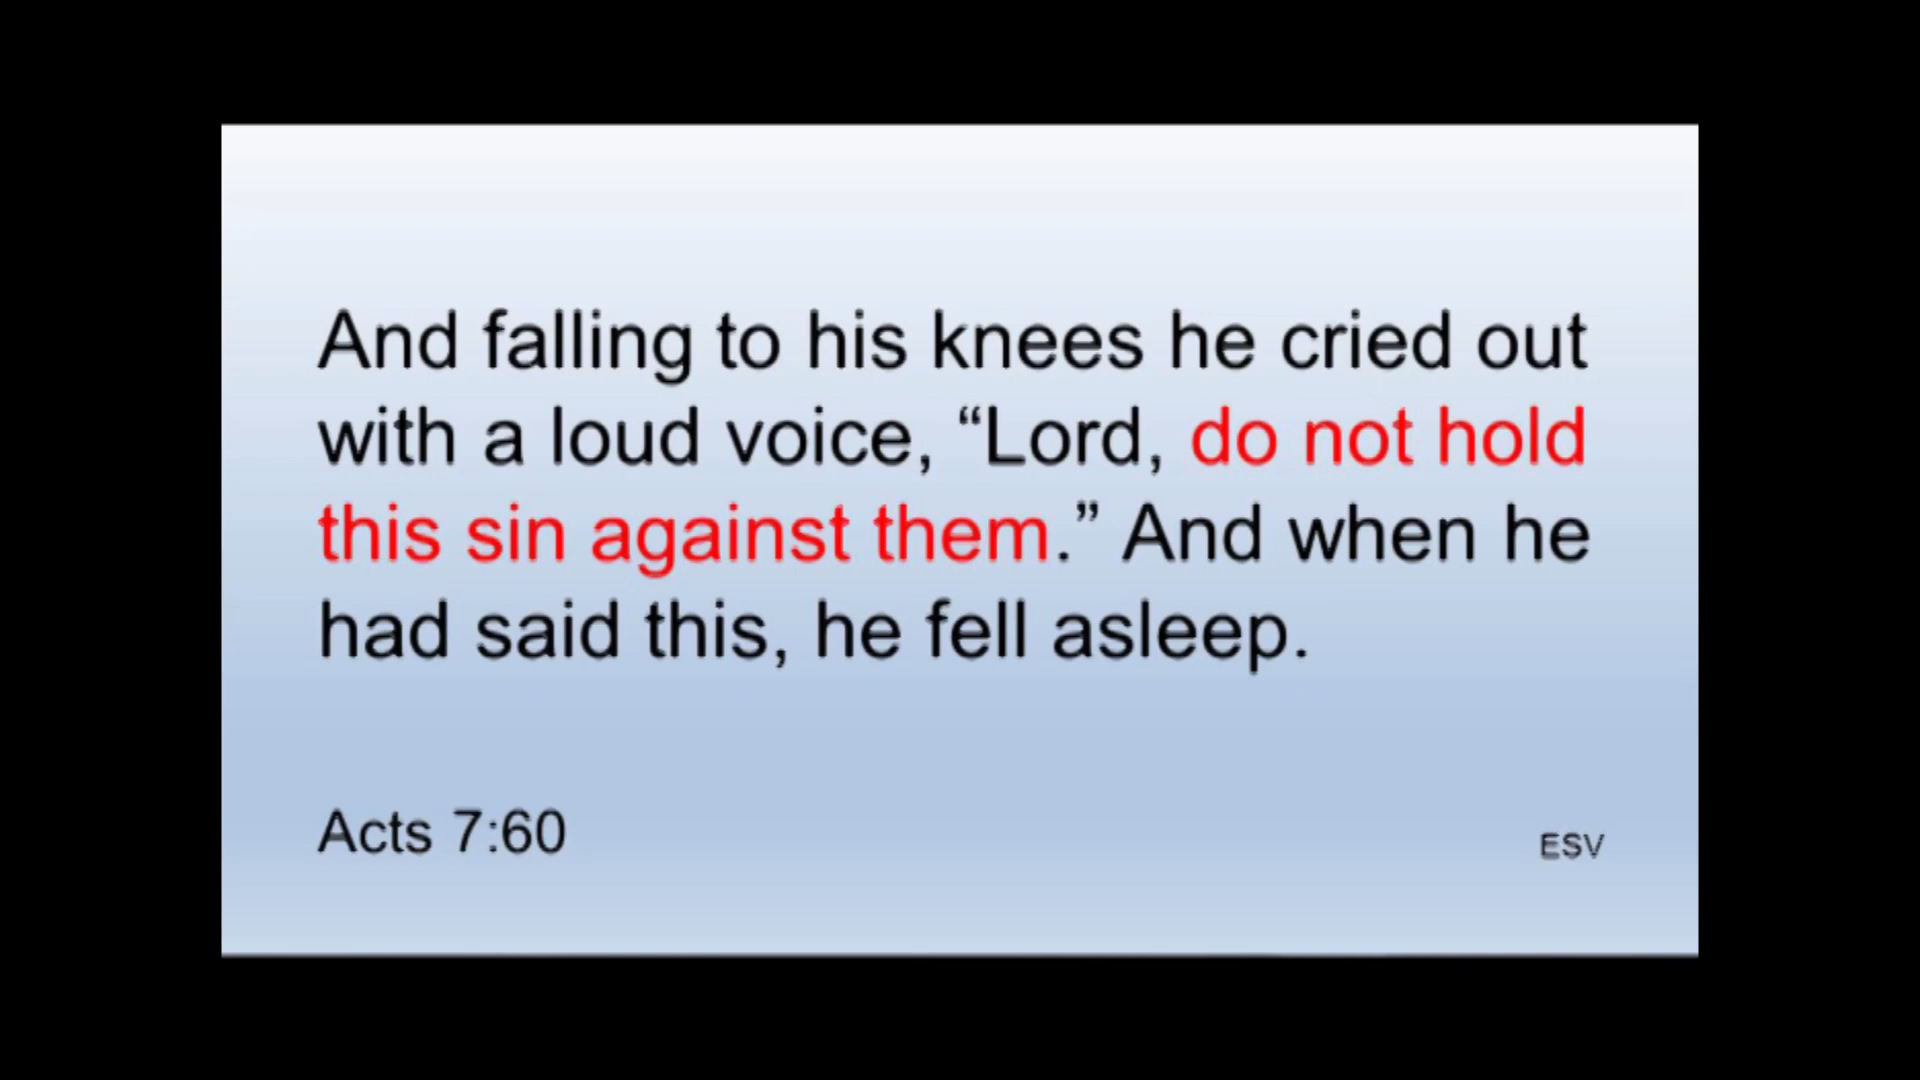 And falling to his knees he cried out
with a loud voice, “Lord, do not hold
this sin against them.” And when he
had said this, he fell asleep.
Acts 7:60
ESV